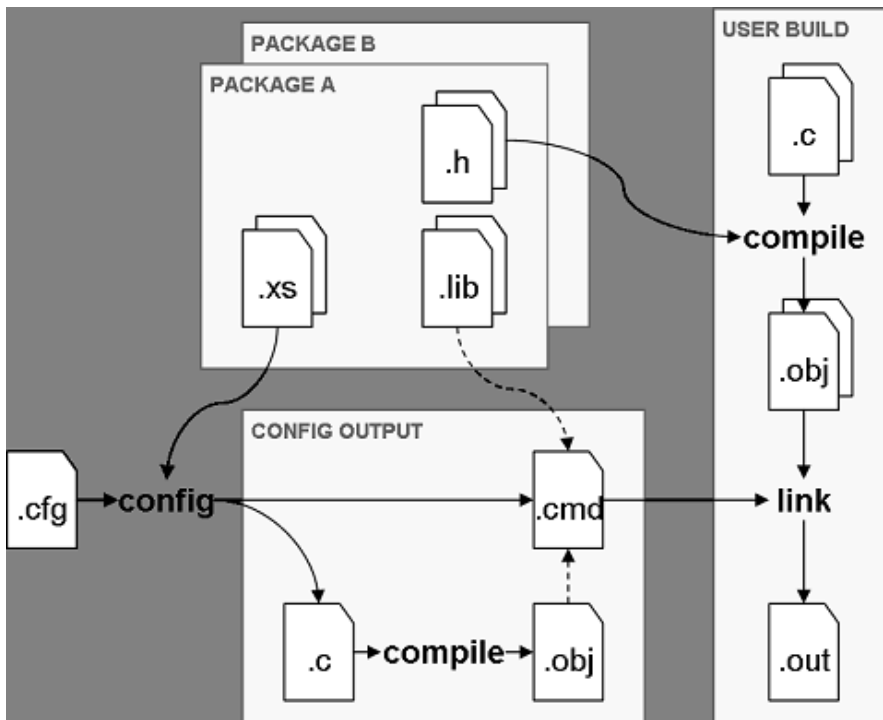 PACKAGE B
PACKAGE A
.h
.xs
.lib
USER BUILD
.c
compile
.obj
link
.out
CONFIG OUTPUT
.cfg
config
.cmd
.c
compile
.obj